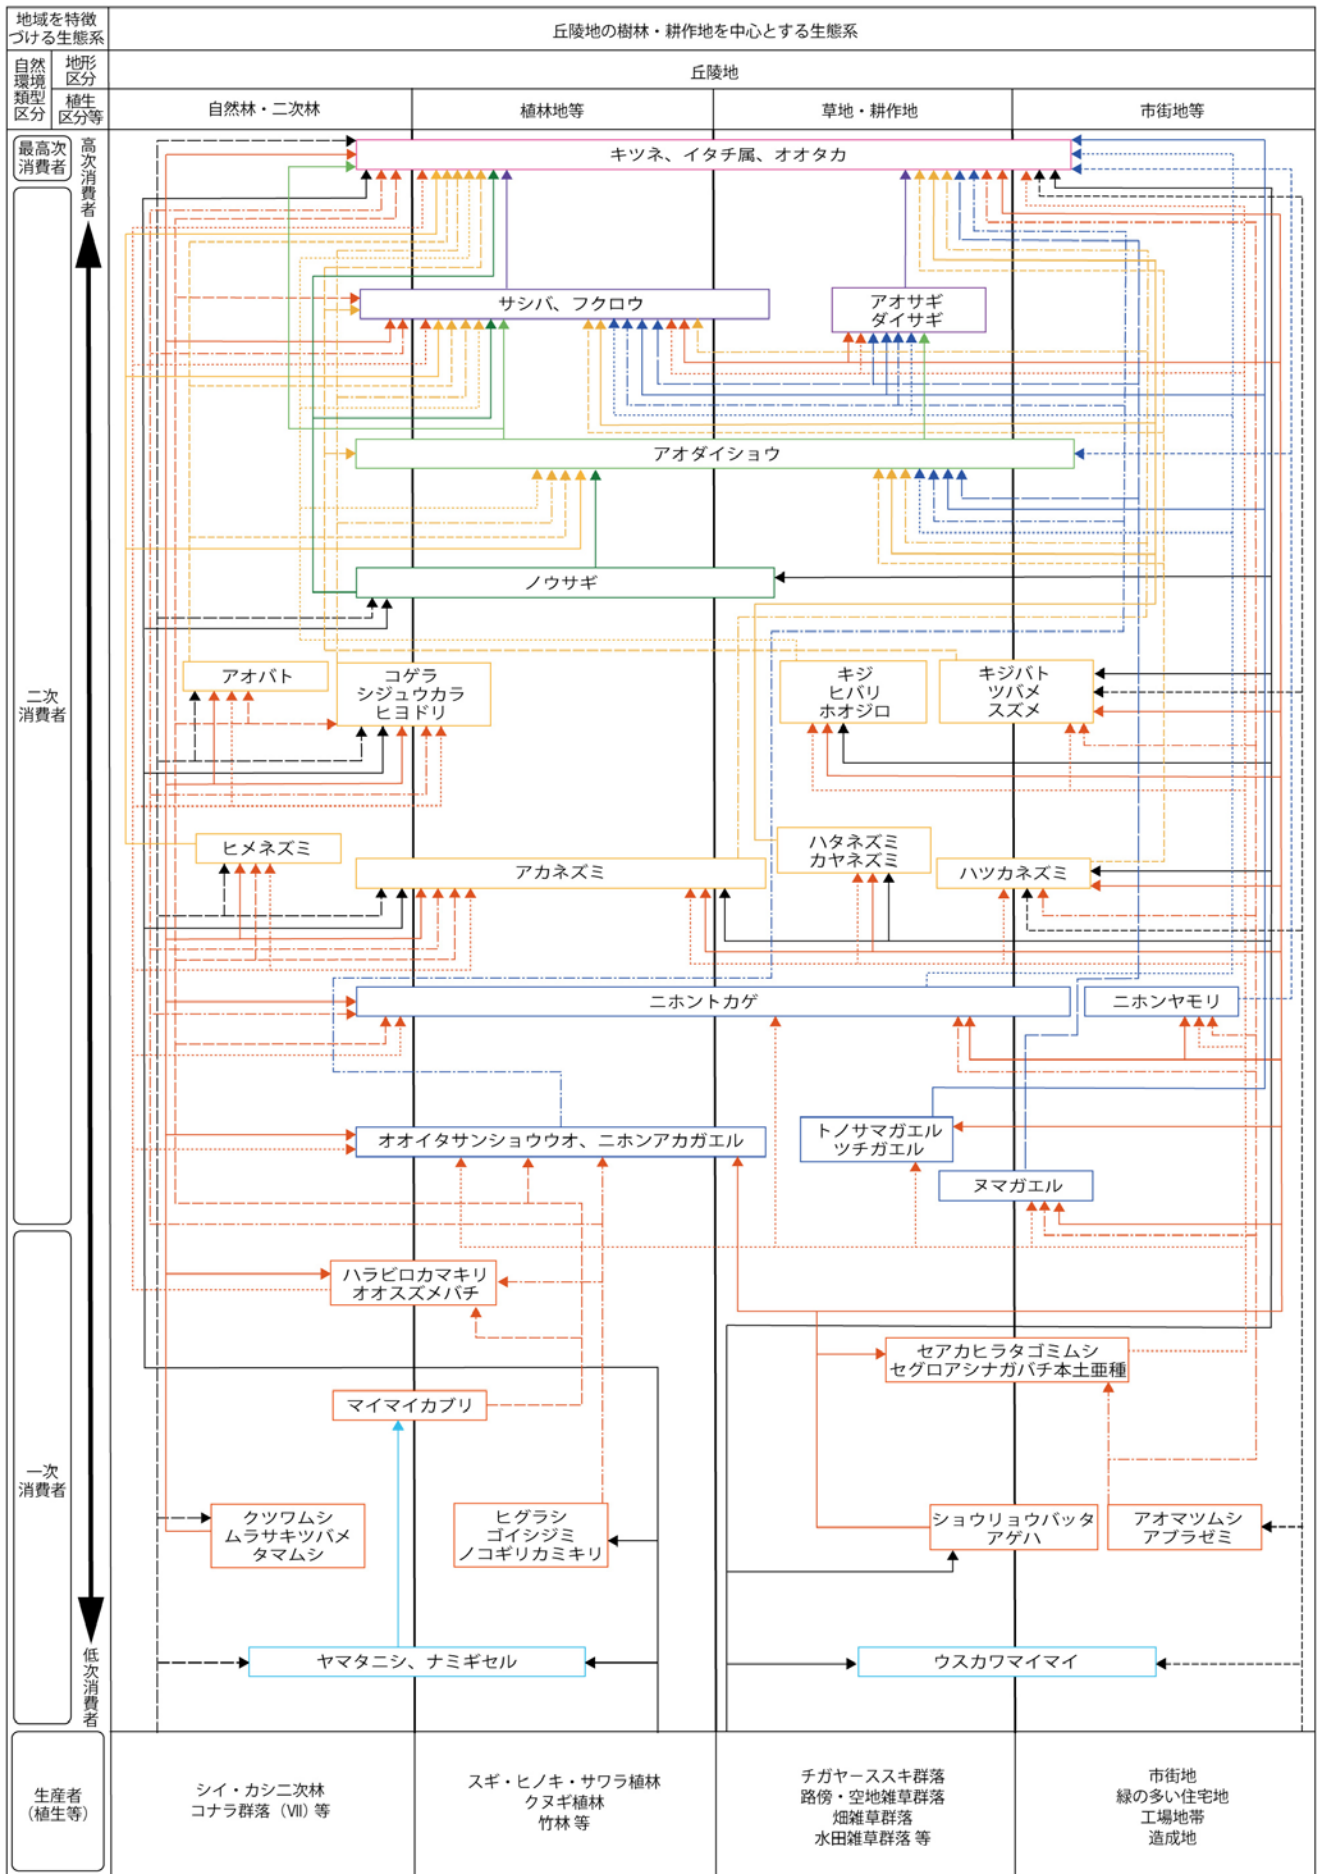 地域を特徴
づける生態系
丘陵地の樹林・耕作地を中心とする生態系
自然
環境
類型
区分
地形
区分
丘陵地
植生
区分等
自然林・二次林
植林地等
草地・耕作地
市街地等
最高次
消費者
高次消費者
キツネ、イタチ属、オオタカ
サシバ、フクロウ
アオサギ
ダイサギ
アオダイショウ
ノウサギ
二次
消費者
アオバト
コゲラ
シジュウカラ
ヒヨドリ
キジ
ヒバリ
ホオジロ
キジバト
ツバメ
スズメ
ヒメネズミ
アカネズミ
ハタネズミ
カヤネズミ
ハツカネズミ
ニホントカゲ
ニホンヤモリ
オオイタサンショウウオ、ニホンアカガエル
トノサマガエル
ツチガエル
ヌマガエル
ハラビロカマキリ
オオスズメバチ
セアカヒラタゴミムシ
セグロアシナガバチ本土亜種
マイマイカブリ
一次
消費者
クツワムシ
ムラサキツバメ
タマムシ
ヒグラシ
ゴイシジミ
ノコギリカミキリ
ショウリョウバッタ
アゲハ
アオマツムシ
アブラゼミ
ヤマタニシ、ナミギセル
ウスカワマイマイ
低次消費者
生産者
(植生等)
シイ・カシ二次林
コナラ群落（VII）等
スギ・ヒノキ・サワラ植林
クヌギ植林
竹林 等
チガヤーススキ群落
路傍・空地雑草群落
畑雑草群落
水田雑草群落 等
市街地
緑の多い住宅地
工場地帯
造成地